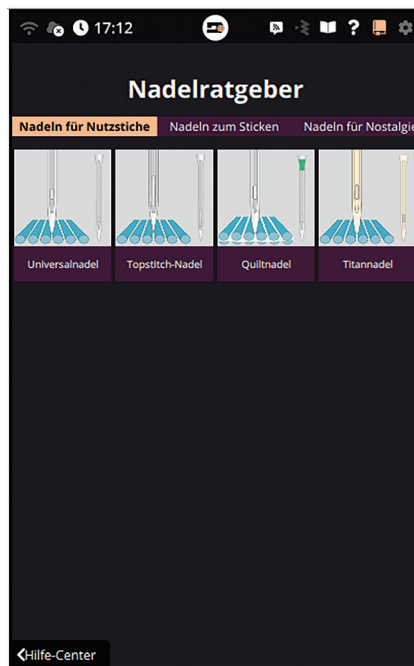 17:12
?
Nadelratgeber
Nadeln für Nutzstiche Nadeln zum Sticken Nadeln für Nostalgie
Universalnadel Topstitch-Nadel Quiltnadel Titannadel
Hilfe-Center